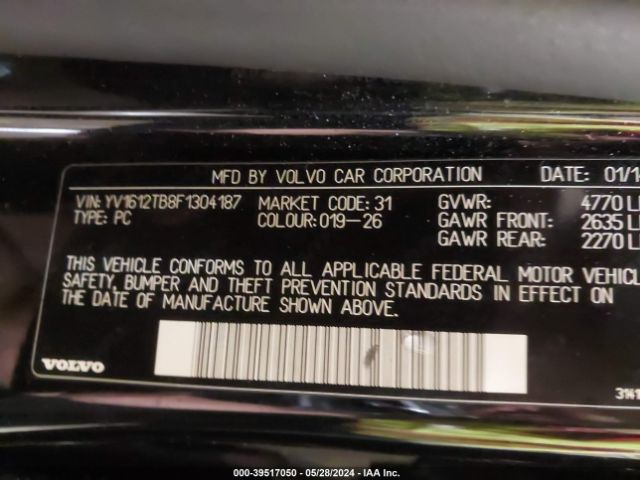 MFD BY VOLVO CAR CORPORATION DATE: 01/14
VIN: YV1612TB8F1304187 MARKET CODE: 31 GVWR: 4770 L
TYPE: PC COLOUR: 019-26 GAWR FRONT: 2635 L
GAWR REAR: 2270 L
THIS VEHICLE CONFORMS TO ALL APPLICABLE FEDERAL MOTOR VEHICL
SAFETY, BUMPER AND THEFT PREVENTION STANDARDS IN EFFECT ON
THE DATE OF MANUFACTURE SHOWN ABOVE.
VOLVO
000-39517050 - 05/28/2024 - IAA Inc.